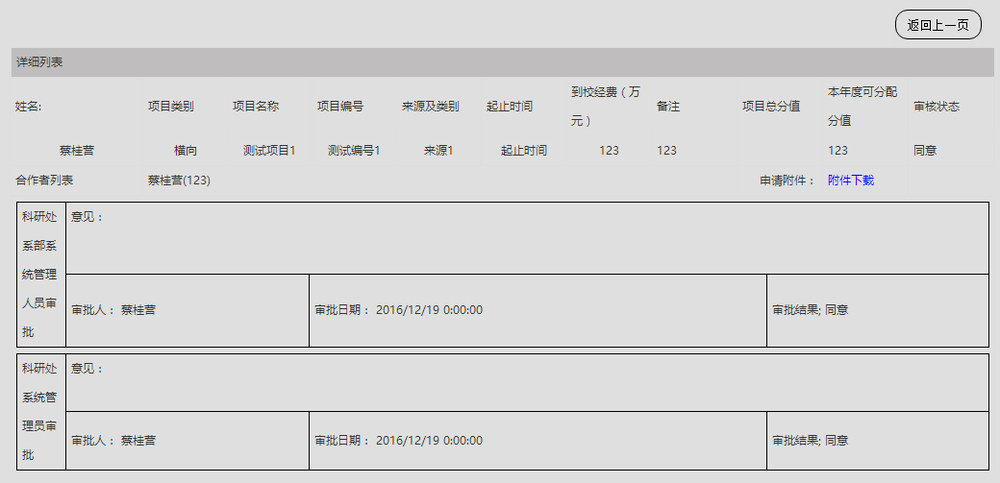 返回上一页
详细列表
姓名: 项目类别 项目名称 项目编号 来源及类别 起止时间 到校经费（万元） 备注 项目总分值 本年度可分配分值 审核状态
蔡桂营 横向 测试项目1 测试编号1 来源1 起止时间 123 123 123 同意
合作者列表 蔡桂营(123) 申请附件： 附件下载
科研处
系部系
统管理
人员审
批
意见：
审批人： 蔡桂营 审批日期： 2016/12/19 0:00:00 审批结果; 同意
科研处
系统管
理员审
批
意见：
审批人： 蔡桂营 审批日期： 2016/12/19 0:00:00 审批结果; 同意